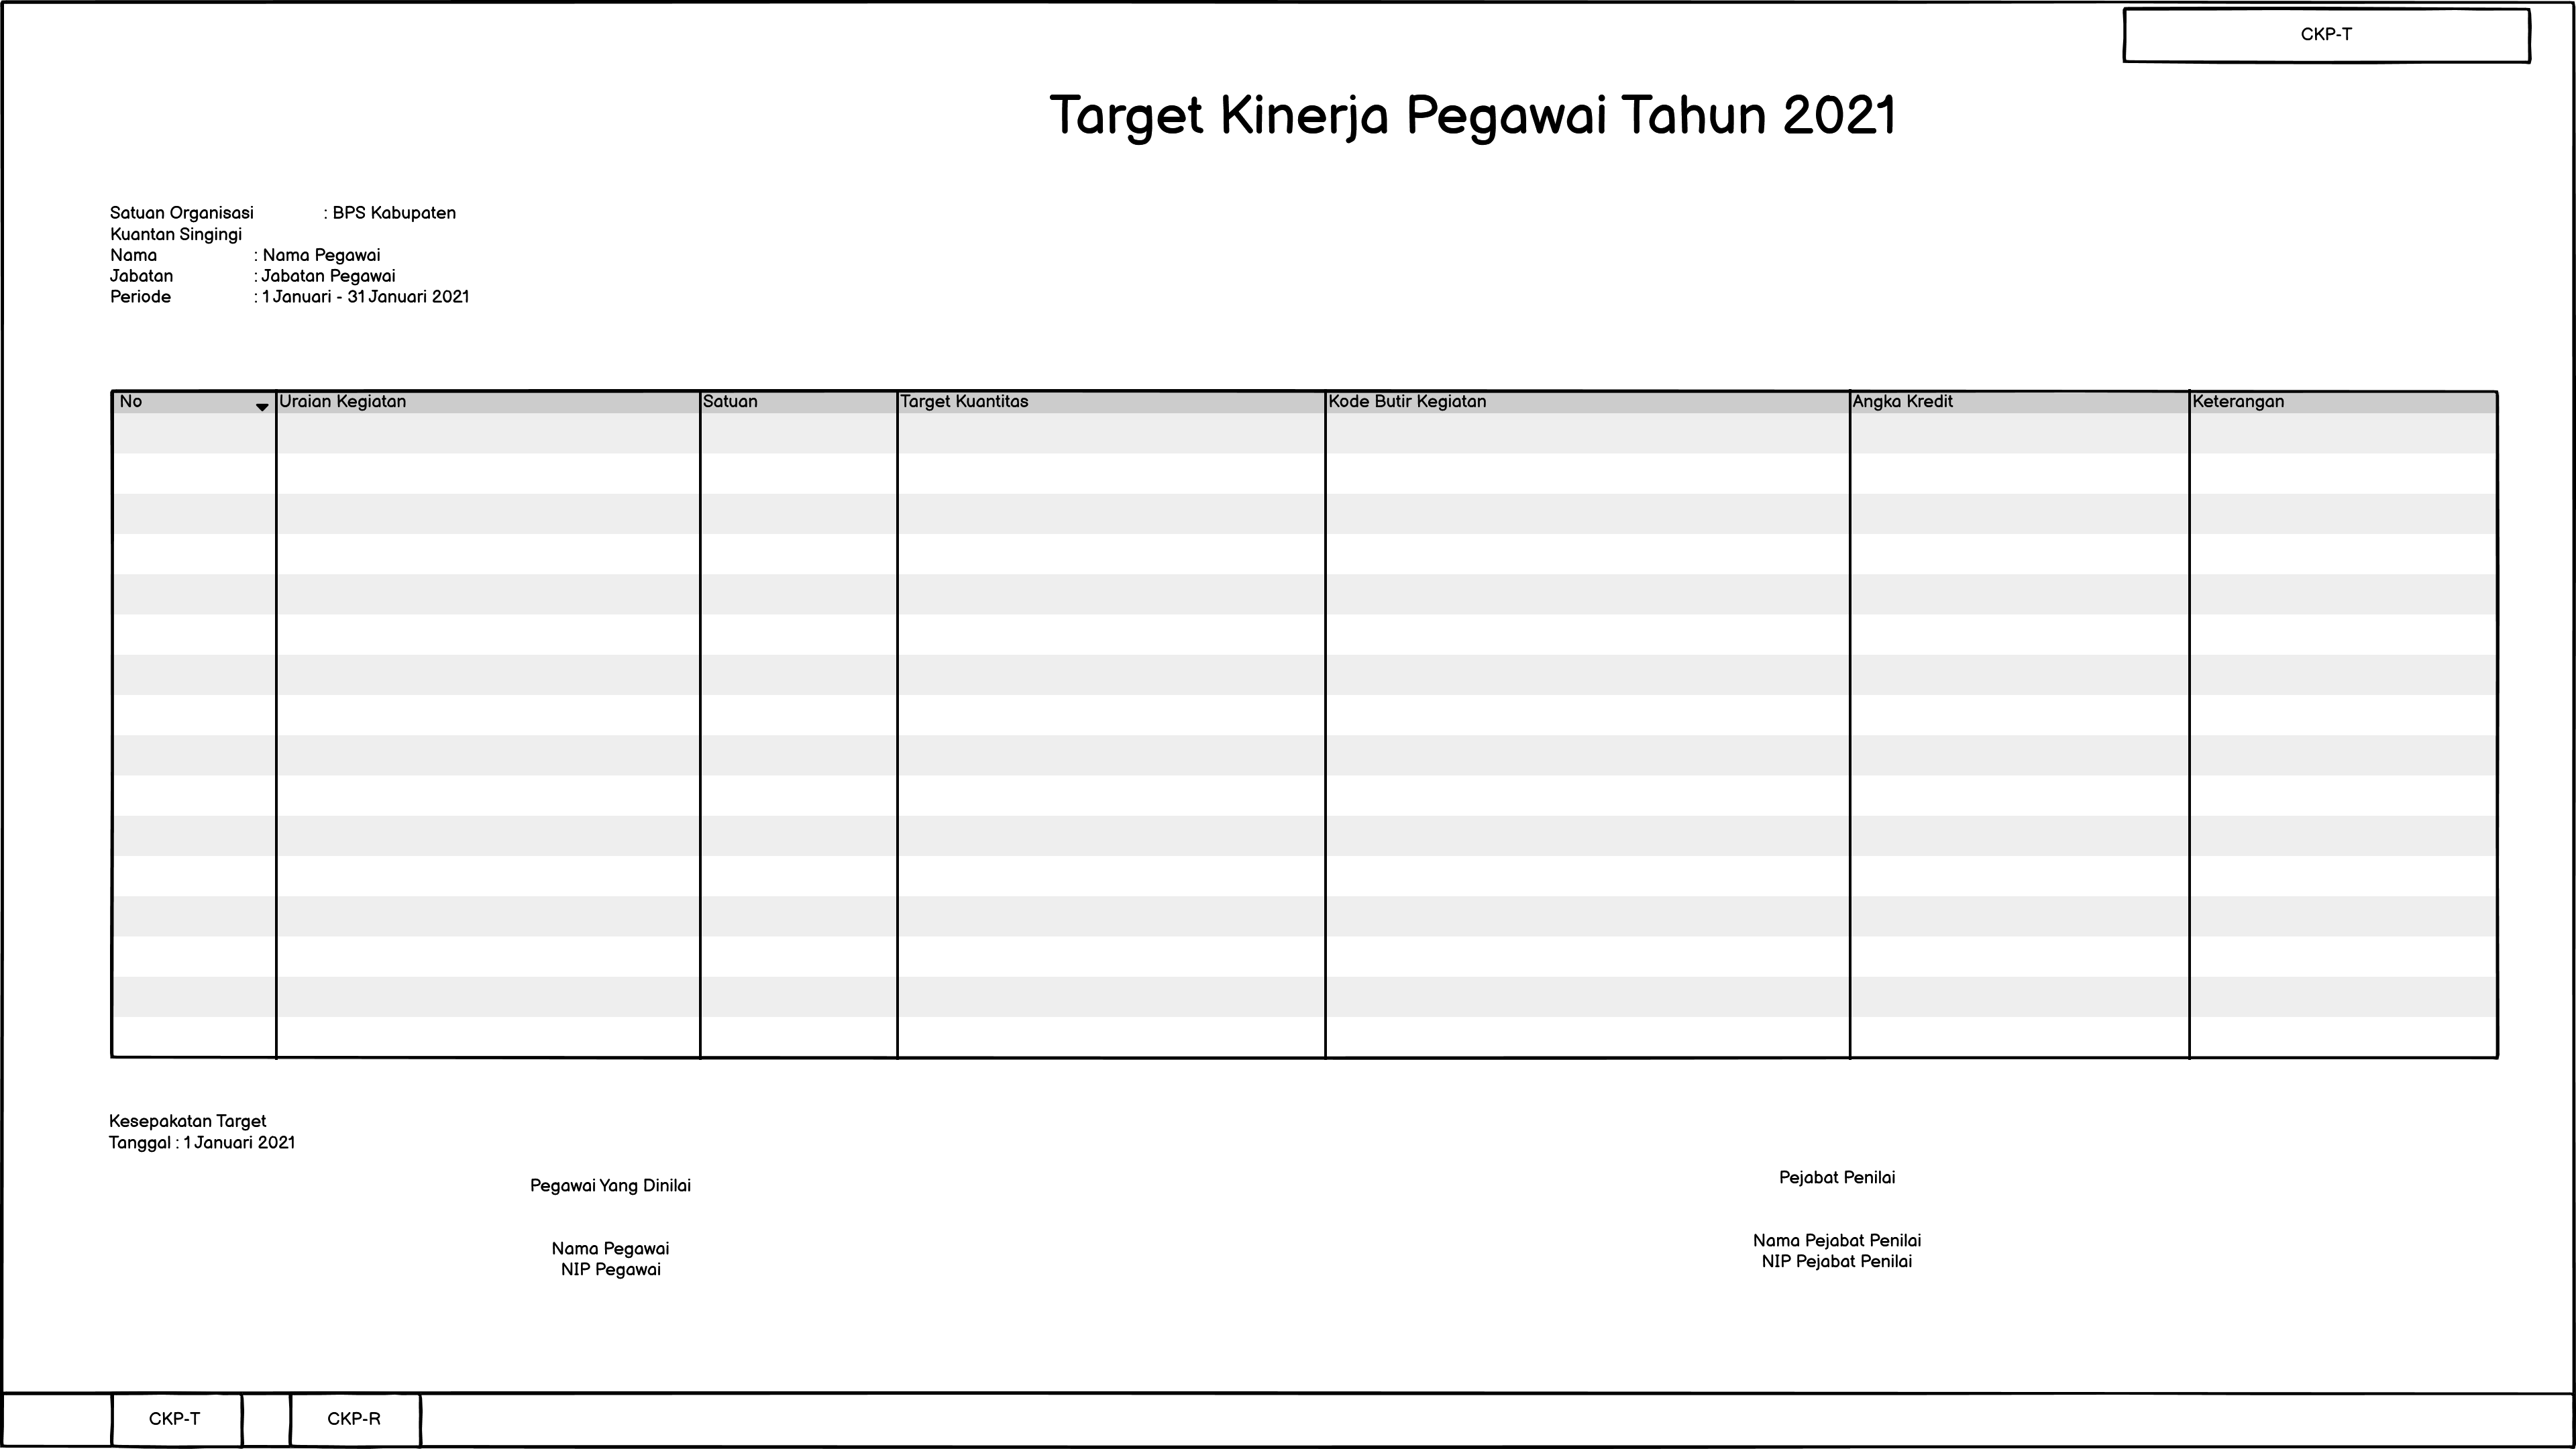 CKP-T
Target Kinerja Pegawai Tahun 2021
Satuan Organisasi : BPS Kabupaten
Kuantan Singingi
Nama : Nama Pegawai
Jabatan : Jabatan Pegawai
Periode : 1 Januari - 31 Januari 2021
No Uraian Kegiatan Satuan Target Kuantitas Kode Butir Kegiatan Angka Kredit Keterangan
Kesepakatan Target
Tanggal : 1 Januari 2021
Pegawai Yang Dinilai
Nama Pegawai
NIP Pegawai
Pejabat Penilai
Nama Pejabat Penilai
NIP Pejabat Penilai
CKP-T CKP-R